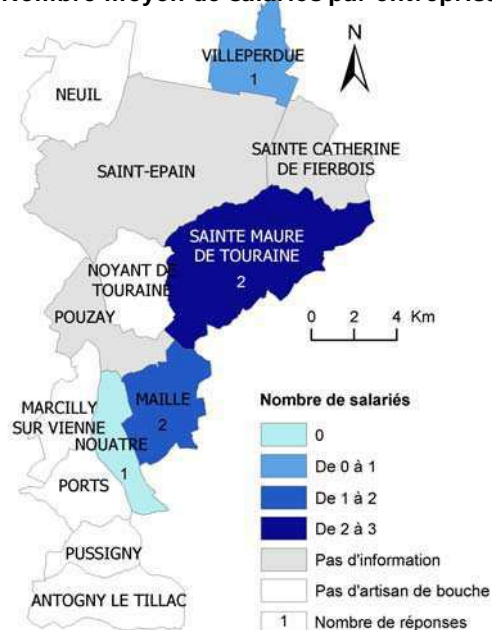 Nombre moyen de salariés par entreprise
N
VILLEPERDUE
1
NEUIL
SAINTE CATHERINE
DE FIERBOIS
SAINT-EPAIN
SAINTE MAURE
DE TOURAINE
2
NOYANT DE
TOURAINE
POUZAY
0 2 4 Km
MARCILLY
SUR VIENNE
MAILLE
2
NOUATRE
1
PORTS
PUSSIGNY
ANTOGNY LE TILLAC
Nombre de salariés
0
De 0 à 1
De 1 à 2
De 2 à 3
Pas d'information
Pas d'artisan de bouche
1 Nombre de réponses